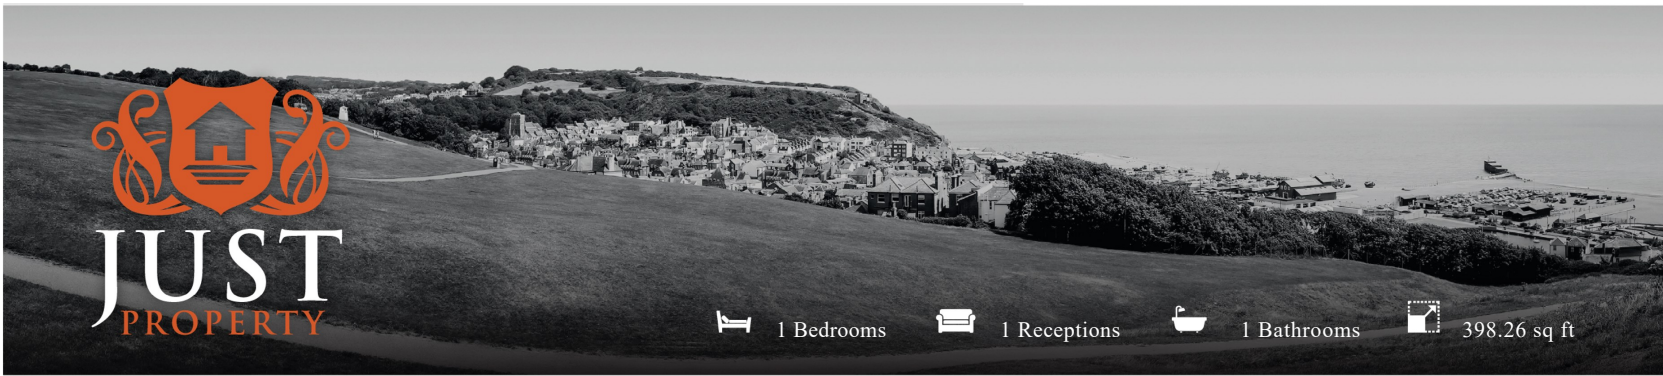 JUST
PROPERTY
1 Bedrooms
1 Receptions
1 Bathrooms
398.26 sq ft